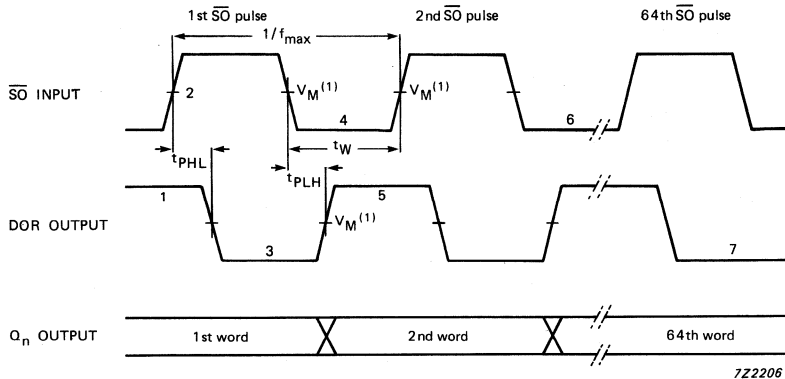 1st SO pulse
2nd SO pulse
64th SO pulse
1/fmax
SO INPUT
2
VM(1)
VM(1)
4
6
tW
tPHL
tPLH
1
5
DOR OUTPUT
VM(1)
3
7
Qn OUTPUT
1st word
2nd word
64th word
7Z2206